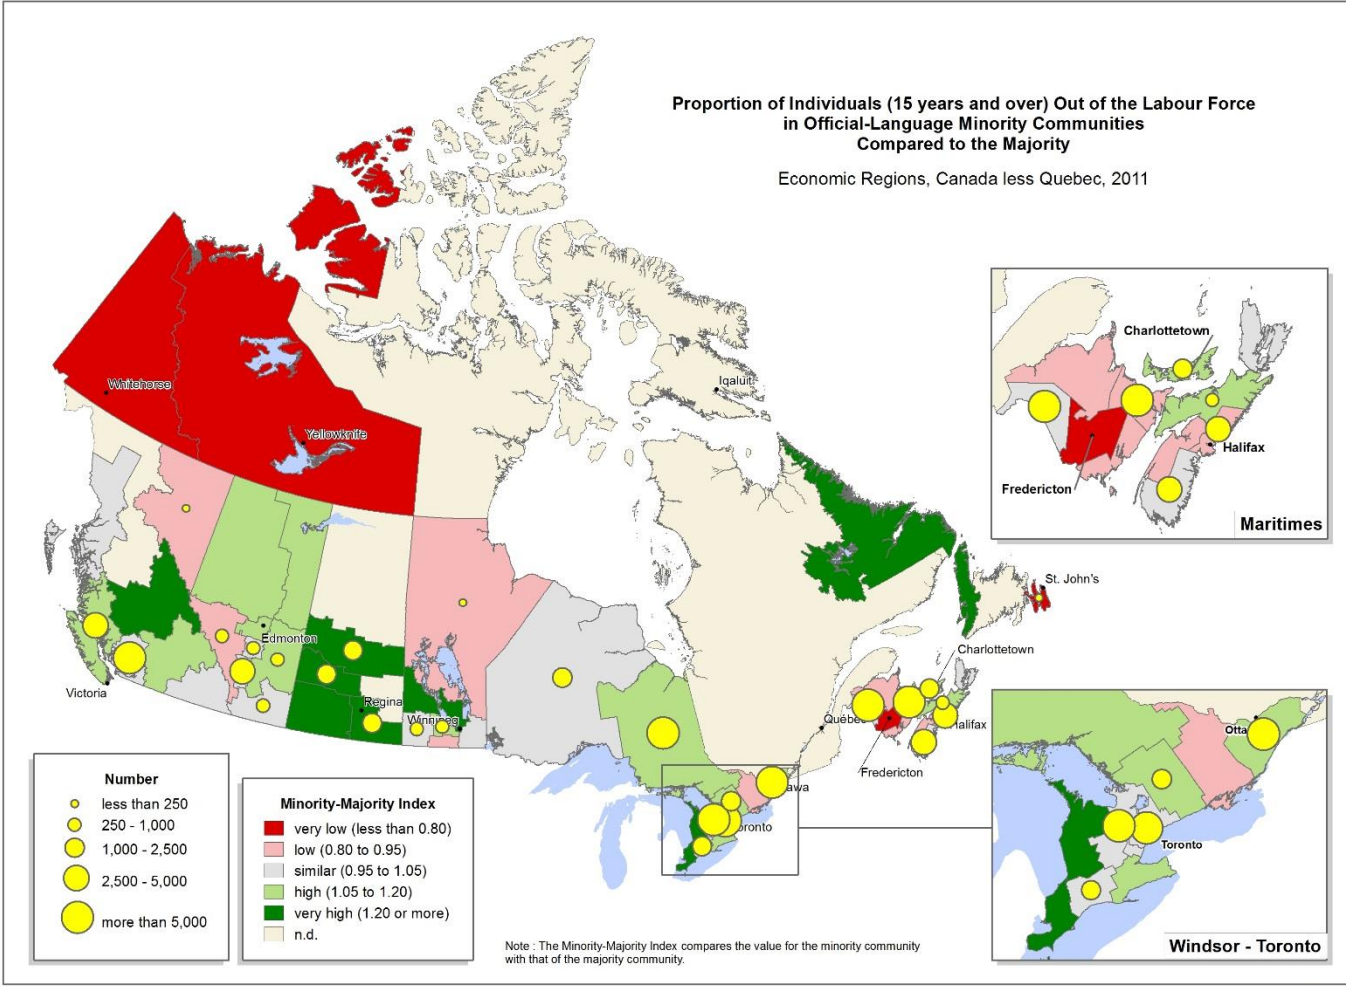 Proportion of Individuals (15 years and over) Out of the Labour Force
in Official-Language Minority Communities
Compared to the Majority
Economic Regions, Canada less Quebec, 2011
Whitehorse
Yellowknife
Iqaluit
Edmonton
Victoria
Regina
Winnipeg
St. John's
Charlottetown
Québec
Halifax
Fredericton
awa
oronto
Charlottetown
Halifax
Fredericton
Maritimes
Otta
Toronto
Windsor - Toronto
Number
less than 250
250 - 1,000
1,000 - 2,500
2,500 - 5,000
more than 5,000
Minority-Majority Index
very low (less than 0.80)
low (0.80 to 0.95)
similar (0.95 to 1.05)
high (1.05 to 1.20)
very high (1.20 or more)
n.d.
Note : The Minority-Majority Index compares the value for the minority community
with that of the majority community.